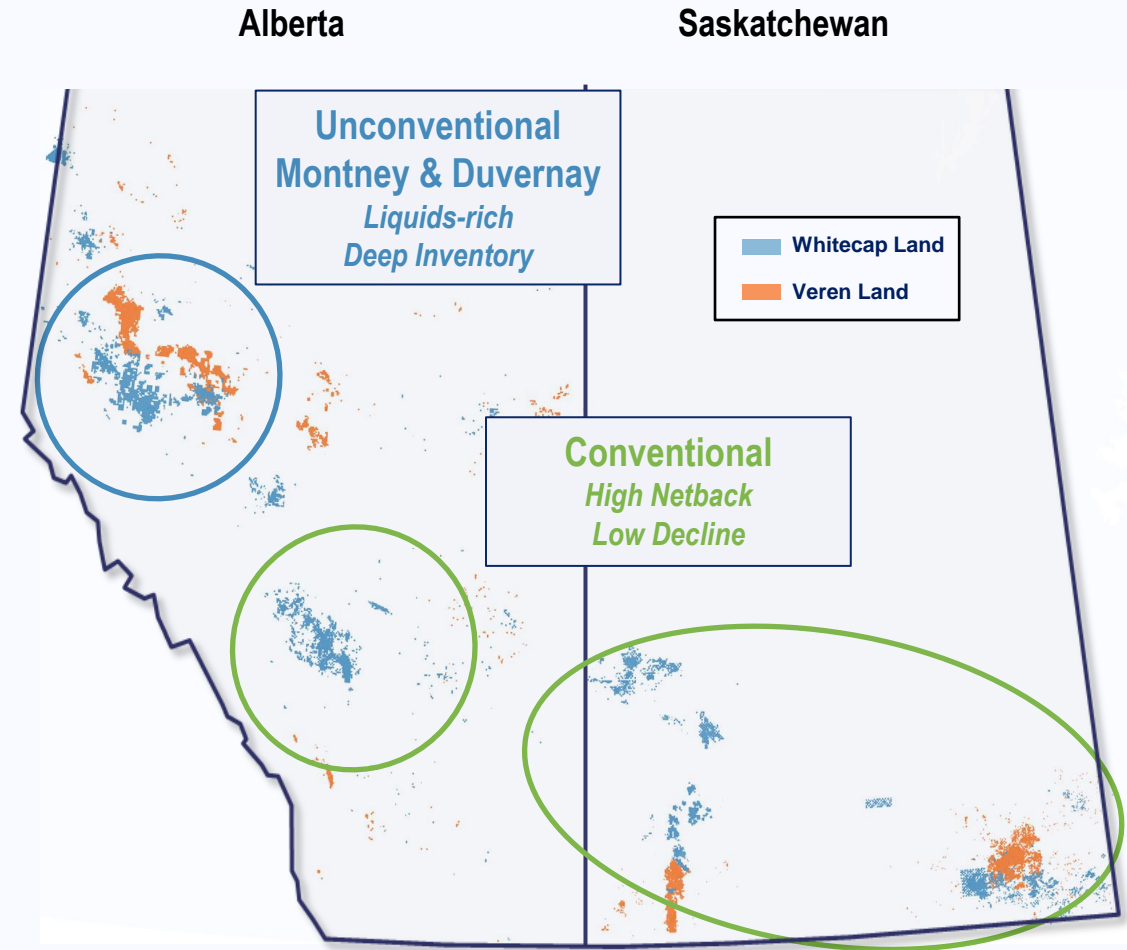 Alberta
Saskatchewan
Unconventional
Montney & Duvernay
Liquids-rich
Deep Inventory
Whitecap Land
Veren Land
Conventional
High Netback
Low Decline